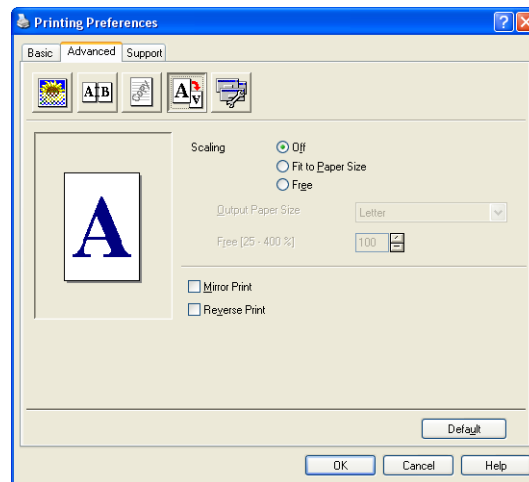 Printing Preferences
Basic Advanced Support
A B
A A
Scaling Off
Fit to Paper Size
Free
Output Paper Size Letter
Free [25 - 400 %] 100
A
Mirror Print
Reverse Print
Default
OK Cancel Help